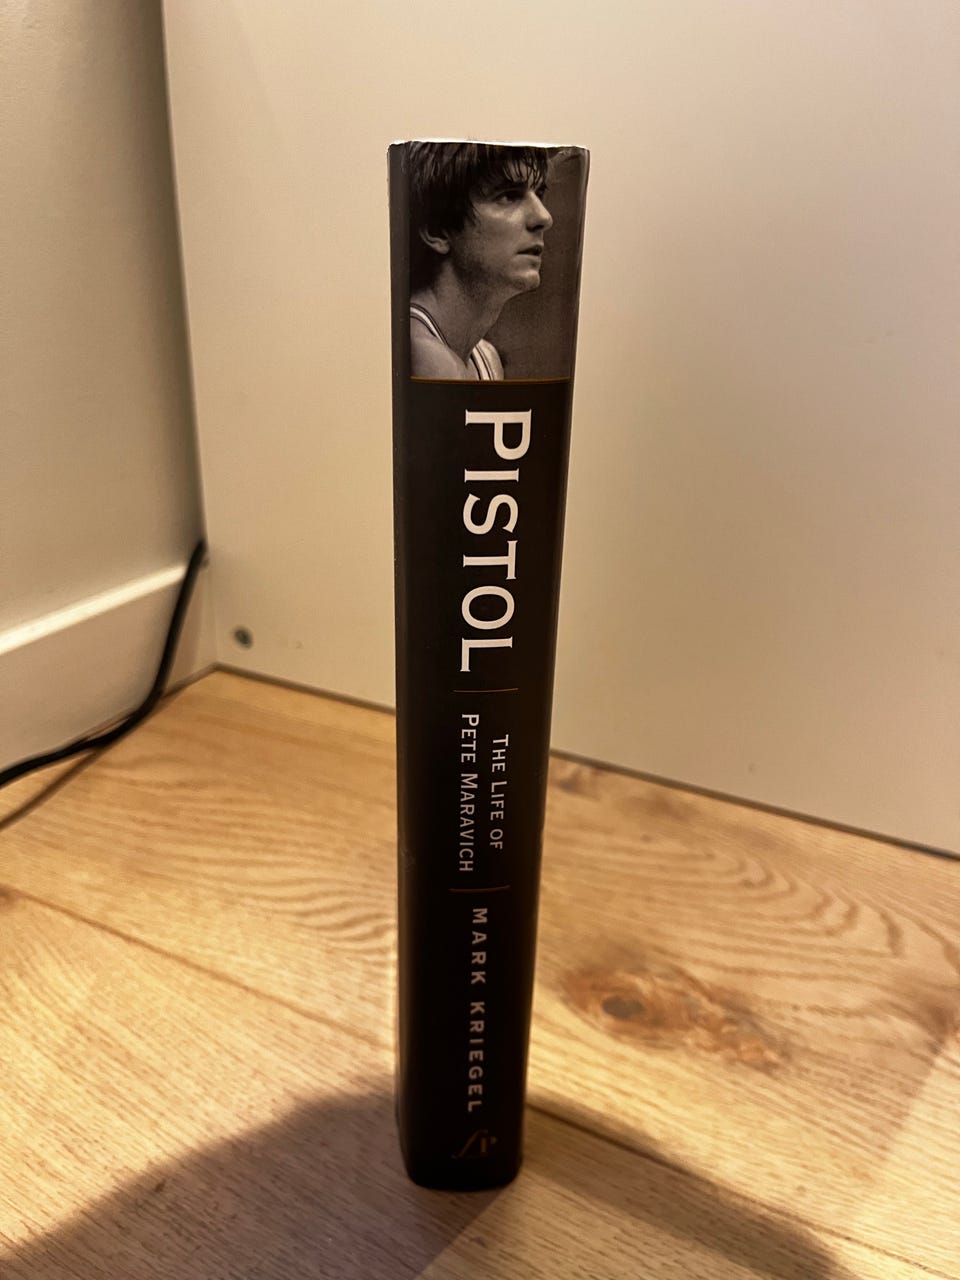 PISTOL
THE LIFE OF
PETE MARAVICH
MARK KRIEGEL